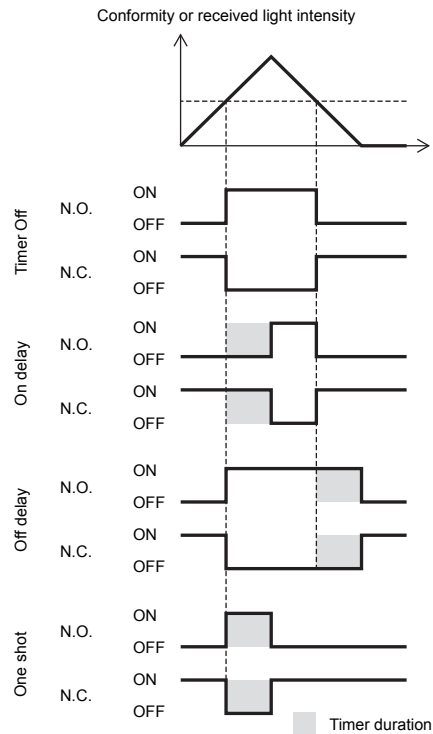 Conformity or received light intensity
Timer Off
N.O.
ON
OFF
N.C.
ON
OFF
On delay
N.O.
ON
OFF
N.C.
ON
OFF
Off delay
N.O.
ON
OFF
N.C.
ON
OFF
One shot
N.O.
ON
OFF
N.C.
ON
OFF
Timer duration